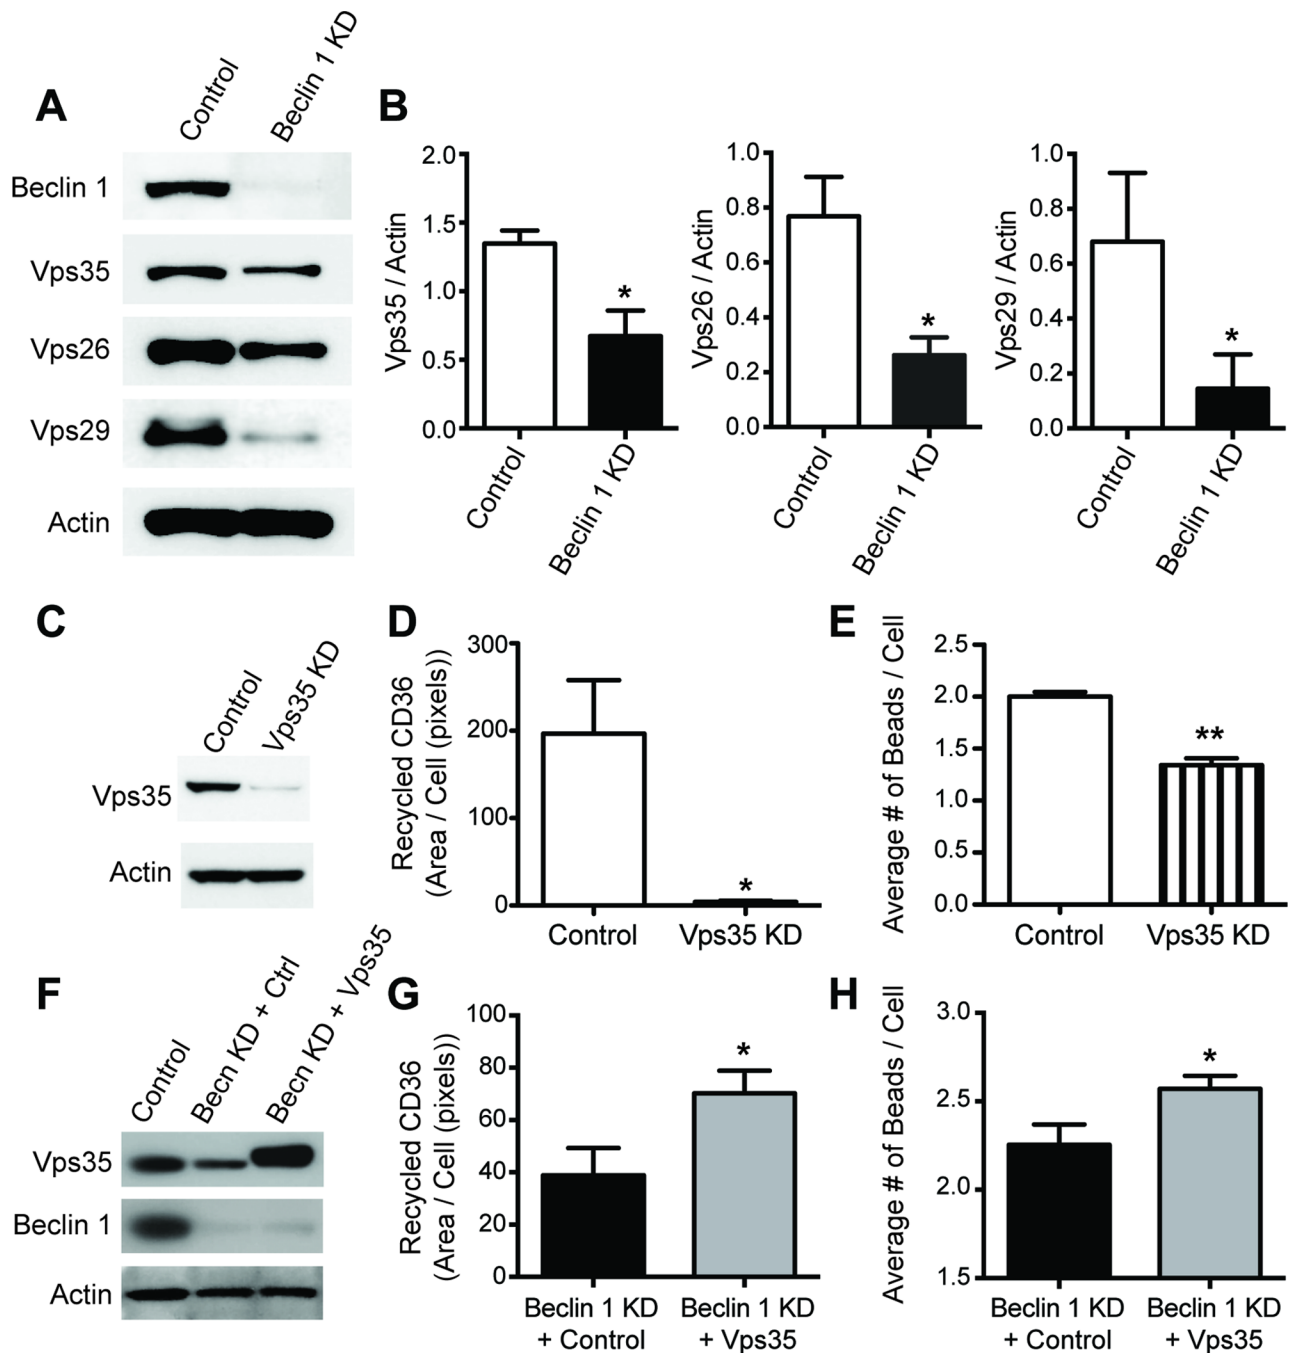 A
Control
Beclin 1 KD
Beclin 1
Vps35
Vps26
Vps29
Actin
B
Vps35 / Actin
2.0
1.5
1.0
0.5
0.0
Control
Beclin 1 KD
*
Vps26 / Actin
1.0
0.8
0.6
0.4
0.2
0.0
Control
Beclin 1 KD
*
Vps29 / Actin
1.0
0.8
0.6
0.4
0.2
0.0
Control
Beclin 1 KD
*
C
Control
Vps35 KD
Vps35
Actin
D
Recycled CD36
(Area / Cell (pixels))
300
200
100
0
*
Control
Vps35 KD
E
Average # of Beads / Cell
2.5
2.0
1.5
1.0
0.5
0.0
**
Control
Vps35 KD
F
Control
Becn KD + Ctrl
Becn KD + Vps35
Vps35
Beclin 1
Actin
G
Recycled CD36
(Area / Cell (pixels))
100
80
60
40
20
0
*
Beclin 1 KD
+ Control
Beclin 1 KD
+ Vps35
H
Average # of Beads / Cell
3.0
2.5
2.0
1.5
*
Beclin 1 KD
+ Control
Beclin 1 KD
+ Vps35